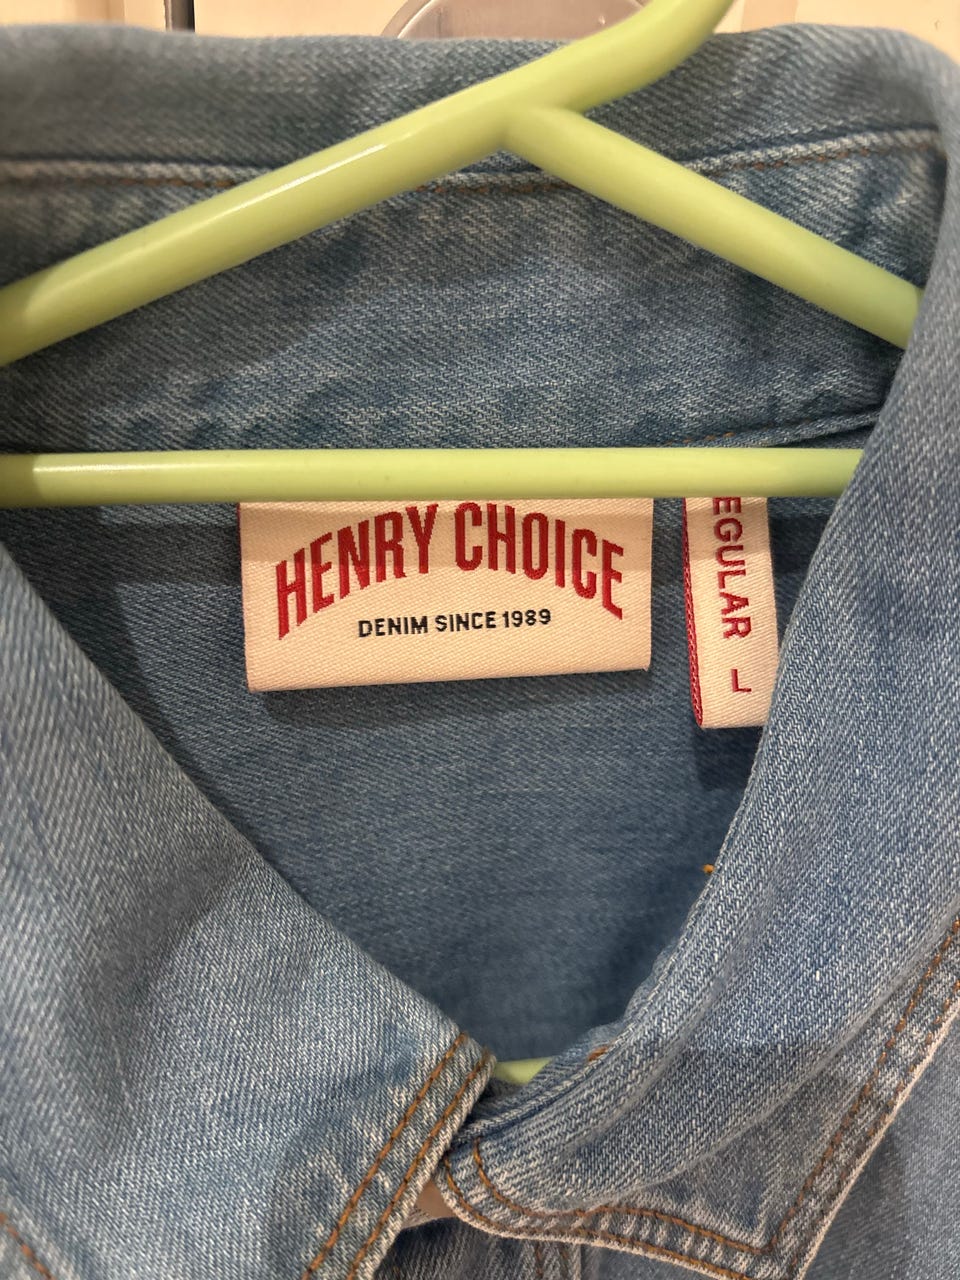 HENRY CHOICE
DENIM SINCE 1989
EGULAR
L